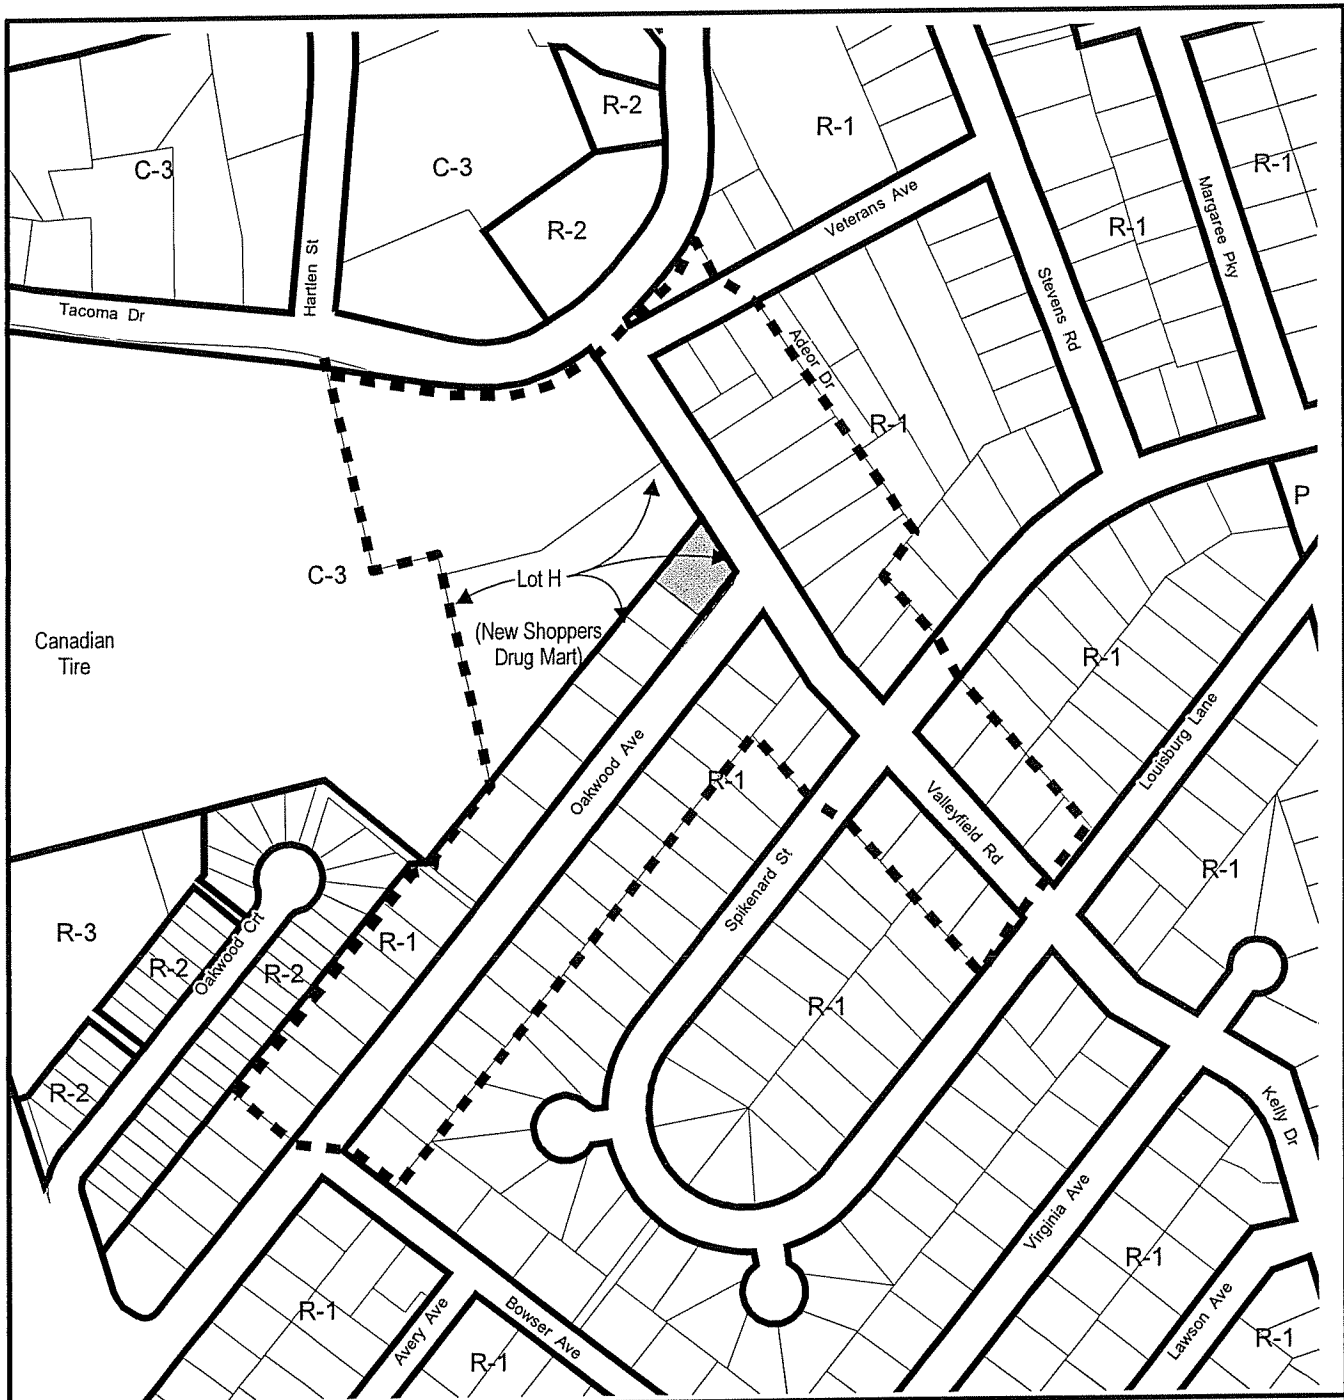 R-2
R-1
C-3
C-3
R-1
R-2
R-1
Veterans Ave
Margaree Pky
Hartlen St
Stevens Rd
Tacoma Dr
Adeor Dr
R-1
P
C-3
Lot H
(New Shoppers
Drug Mart)
Canadian
Tire
R-1
Louisburg Lane
Oakwood Ave
R-1
Valleyfield Rd
R-1
Spikenard St
R-3
R-1
R-2
Oakwood Crt
R-2
R-1
R-2
Kelly Dr
Virginia Ave
R-1
R-1
Bowser Ave
Avery Ave
Lawson Ave
R-1
R-1